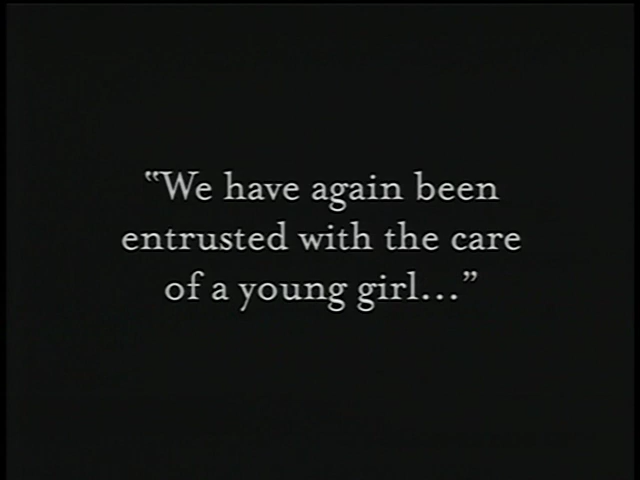 “We have again been
entrusted with the care
of a young girl...”